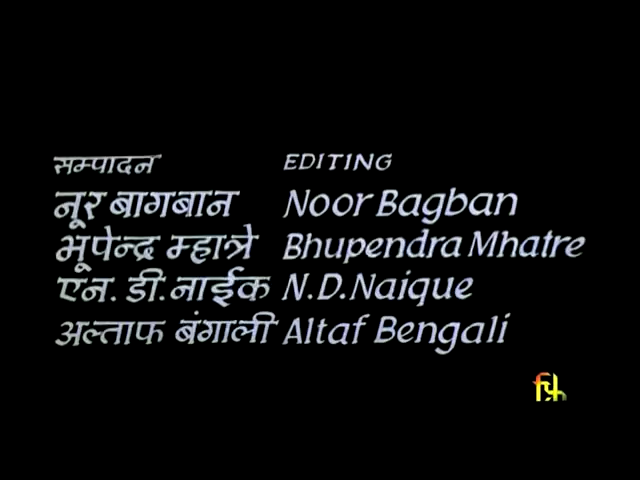 सम्पादन EDITING
नूर बागबान Noor Bagban
भूपेन्द्र म्हात्रे Bhupendra Mhatre
एन. डी. नाईक N.D.Naique
अल्ताफ बंगाली Altaf Bengali